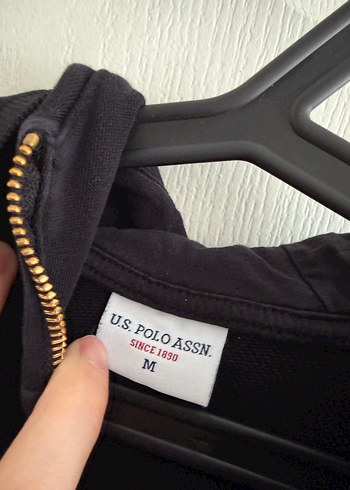 U.S. POLO ASSN.
SINCE 1890
M